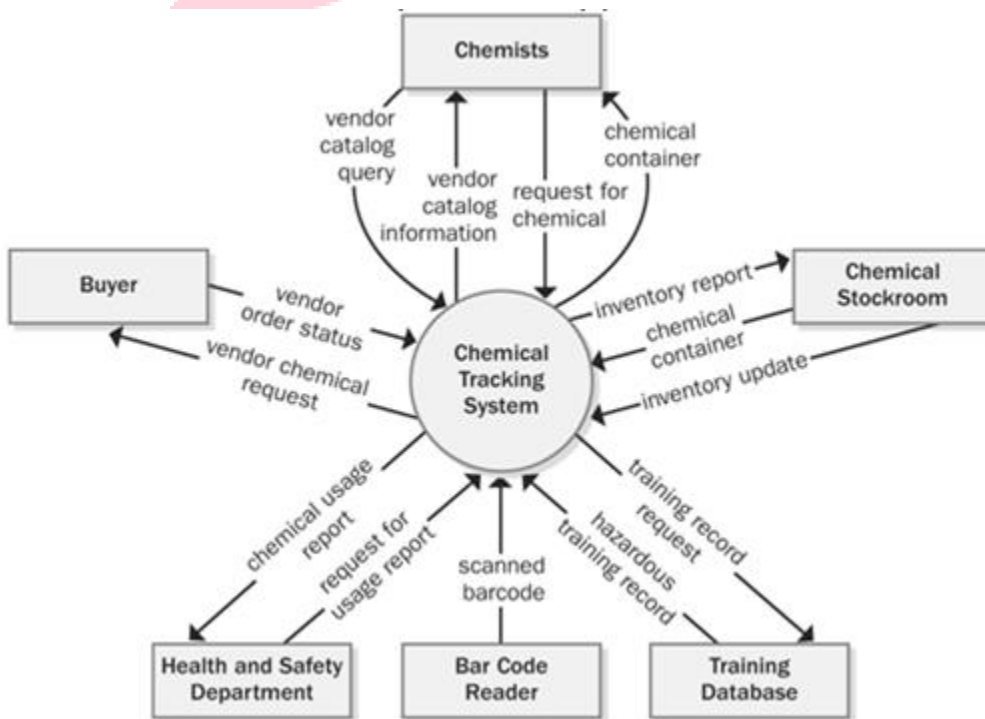 Chemists
vendor
catalog
query
vendor
catalog
information
request for
chemical
chemical
container
Buyer
vendor
order status
vendor chemical
request
Chemical
Tracking
System
inventory report
chemical
container
inventory update
Chemical
Stockroom
chemical usage
report
request for
usage report
scanned
barcode
hazardous
training record
training record
request
Health and Safety
Department
Bar Code
Reader
Training
Database